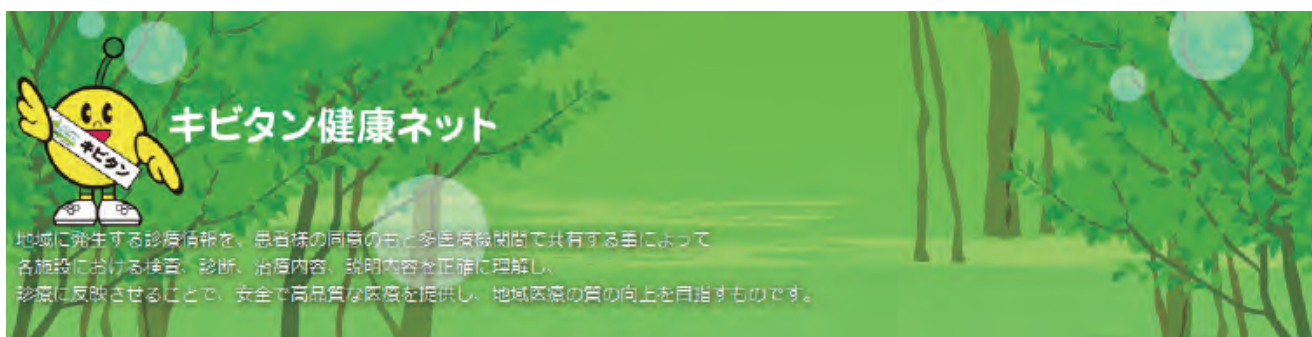 キビタン健康ネット
キビタン
地域に発生する診療情報を、患者様の同意のもと多医療機関間で共有する事によって
各施設における検査、診断、治療内容、説明内容を正確に理解し、
診療に反映させることで、安全で高品質な医療を提供し、地域医療の質の向上を目指すものです。